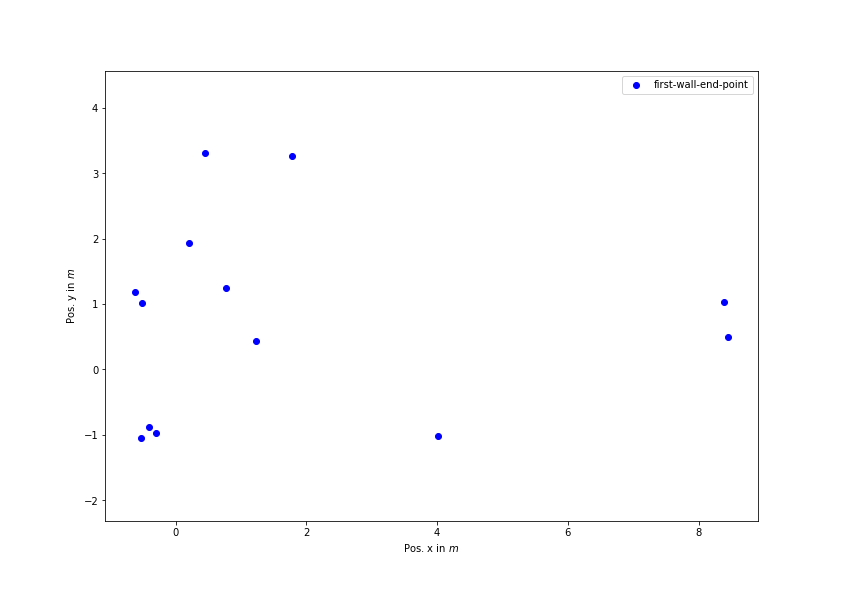 first-wall-end-point
4
3
2
1
0
−1
−2
Pos. y in m
0 2 4 6 8
Pos. x in m